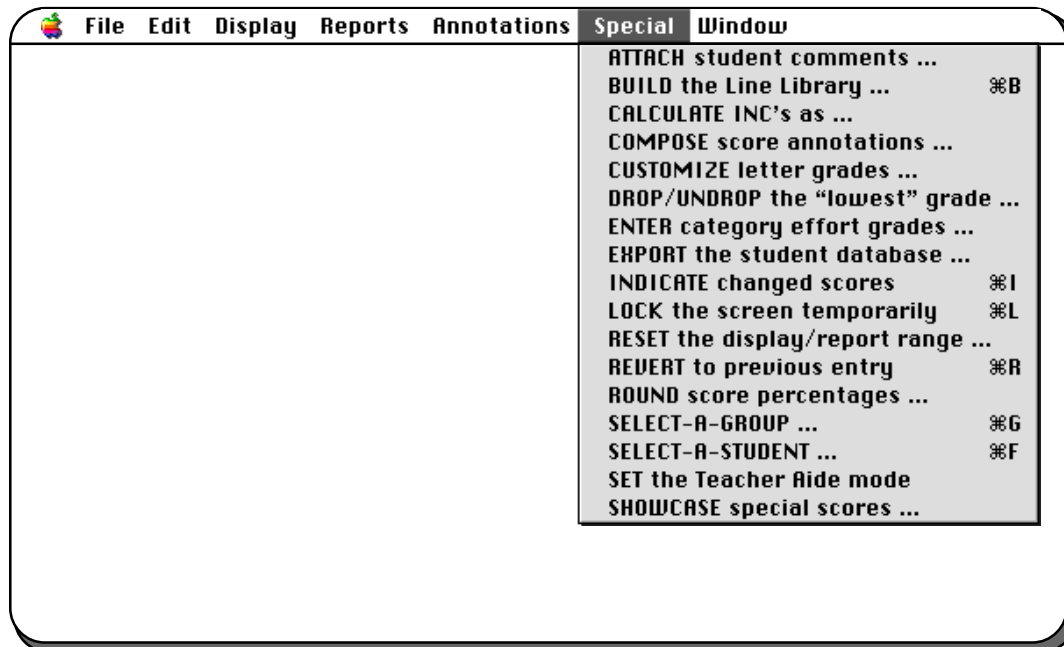 File Edit Display Reports Annotations Special Window
ATTACH student comments ...
BUILD the Line Library ... ⌘B
CALCULATE INC's as ...
COMPOSE score annotations ...
CUSTOMIZE letter grades ...
DROP/UNDROP the “lowest” grade ...
ENTER category effort grades ...
EXPORT the student database ...
INDICATE changed scores ⌘I
LOCK the screen temporarily ⌘L
RESET the display/report range ...
REVERT to previous entry ⌘R
ROUND score percentages ...
SELECT-A-GROUP ... ⌘G
SELECT-A-STUDENT ... ⌘F
SET the Teacher Aide mode
SHOWCASE special scores ...